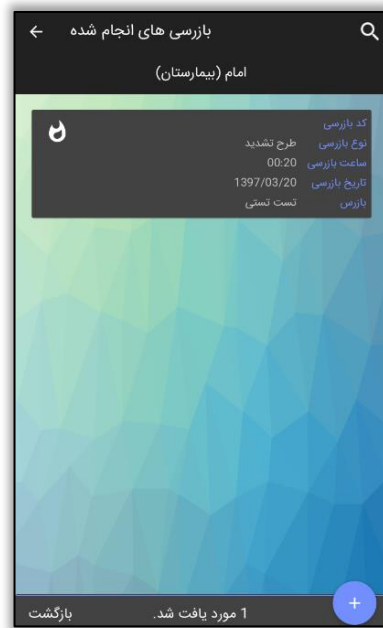 بازرسی های انجام شده
امام (بیمارستان)
کد بازرسی
نوع بازرسی طرح تشدید
ساعت بازرسی 00:20
تاریخ بازرسی 1397/03/20
بازرس تست تستی
1 مورد یافت شد. بازگشت